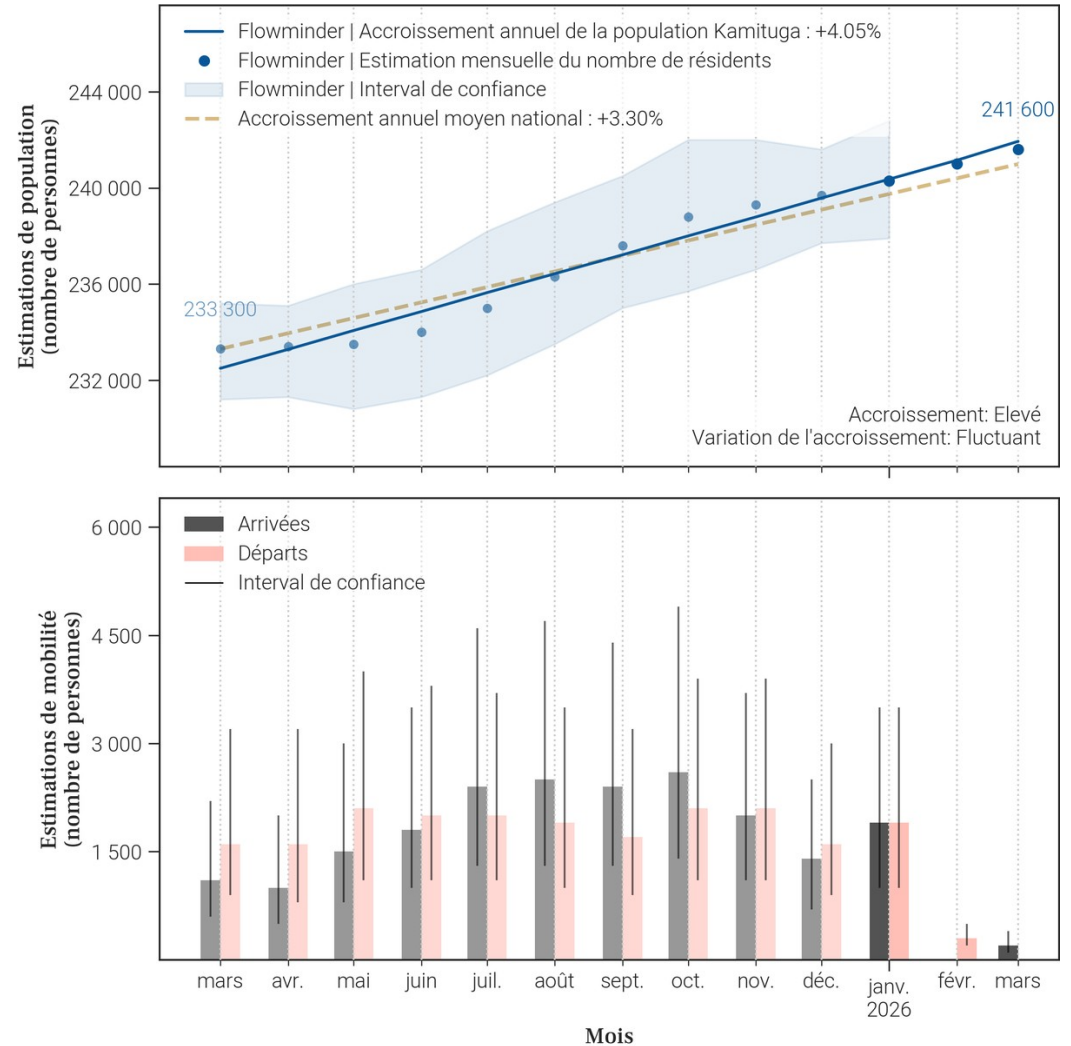 Flowminder | Accroissement annuel de la population Kamituga : +4.05%
Flowminder | Estimation mensuelle du nombre de résidents
Flowminder | Interval de confiance
Accroissement annuel moyen national : +3.30%
Estimations de population
(nombre de personnes)
244 000
240 000
236 000
232 000
233 300
241 600
Accroissement: Elevé
Variation de l'accroissement: Fluctuant
Arrivées
Départs
Interval de confiance
Estimations de mobilité
(nombre de personnes)
6 000
4 500
3 000
1 500
mars avr. mai juin juil. août sept. oct. nov. déc. janv. févr. mars
2026
Mois